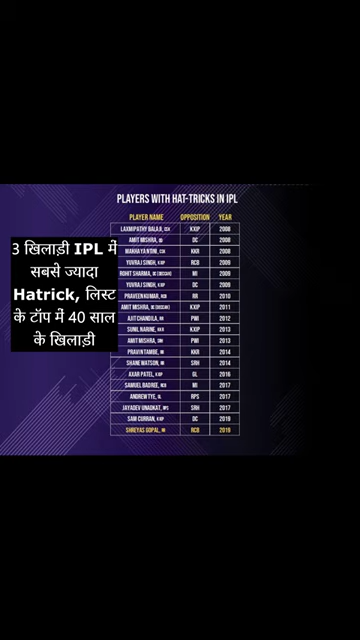 PLAYERS WITH HAT-TRICKS IN IPL
PLAYER NAME OPPOSITION YEAR
LAXMIPATHY BALAJI, CSK KXIP 2008
AMIT MISHRA, DD DC 2008
MAKHAYA NTINI, CSK KKR 2008
YUVRAJ SINGH, KXIP RCB 2009
ROHIT SHARMA, DC (DECCAN) MI 2009
YUVRAJ SINGH, KXIP DC 2009
PRAVEEN KUMAR, RCB RR 2010
AMIT MISHRA, DC (DECCAN) KXIP 2011
AJIT CHANDILA, RR PWI 2012
SUNIL NARINE, KKR KXIP 2013
AMIT MISHRA, SRH PWI 2013
PRAVIN TAMBE, RR KKR 2014
SHANE WATSON, RR SRH 2014
AXAR PATEL, KXIP GL 2016
SAMUEL BADREE, RCB MI 2017
ANDREW TYE, GL RPS 2017
JAYADEV UNADKAT, RPS SRH 2017
SAM CURRAN, KXIP DC 2019
SHREYAS GOPAL, RR RCB 2019
3 खिलाड़ी IPL में
सबसे ज्यादा
Hatrick, लिस्ट
के टॉप में 40 साल
के खिलाड़ी